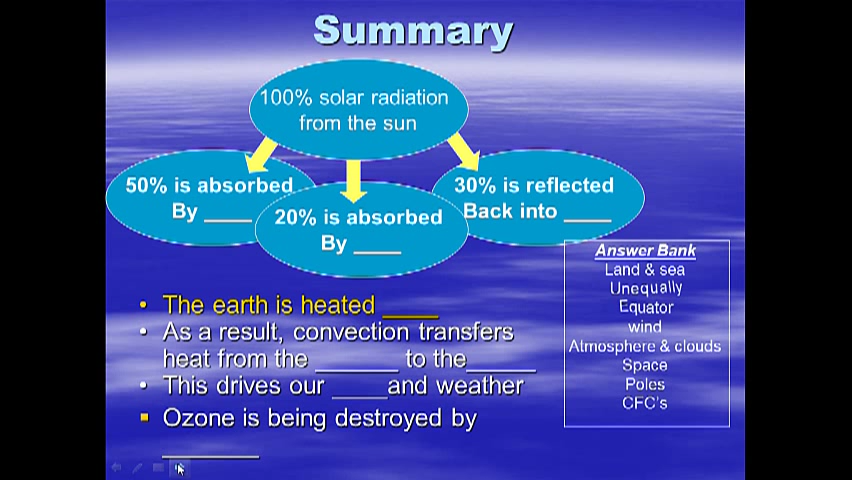 Summary
100% solar radiation
from the sun
50% is absorbed
By ____
20% is absorbed
By ____
30% is reflected
Back into ____
Answer Bank
Land & sea
Unequally
Equator
wind
Atmosphere & clouds
Space
Poles
CFC's
• The earth is heated ____
• As a result, convection transfers
heat from the ______ to the_____
• This drives our ____and weather
▪ Ozone is being destroyed by
_______